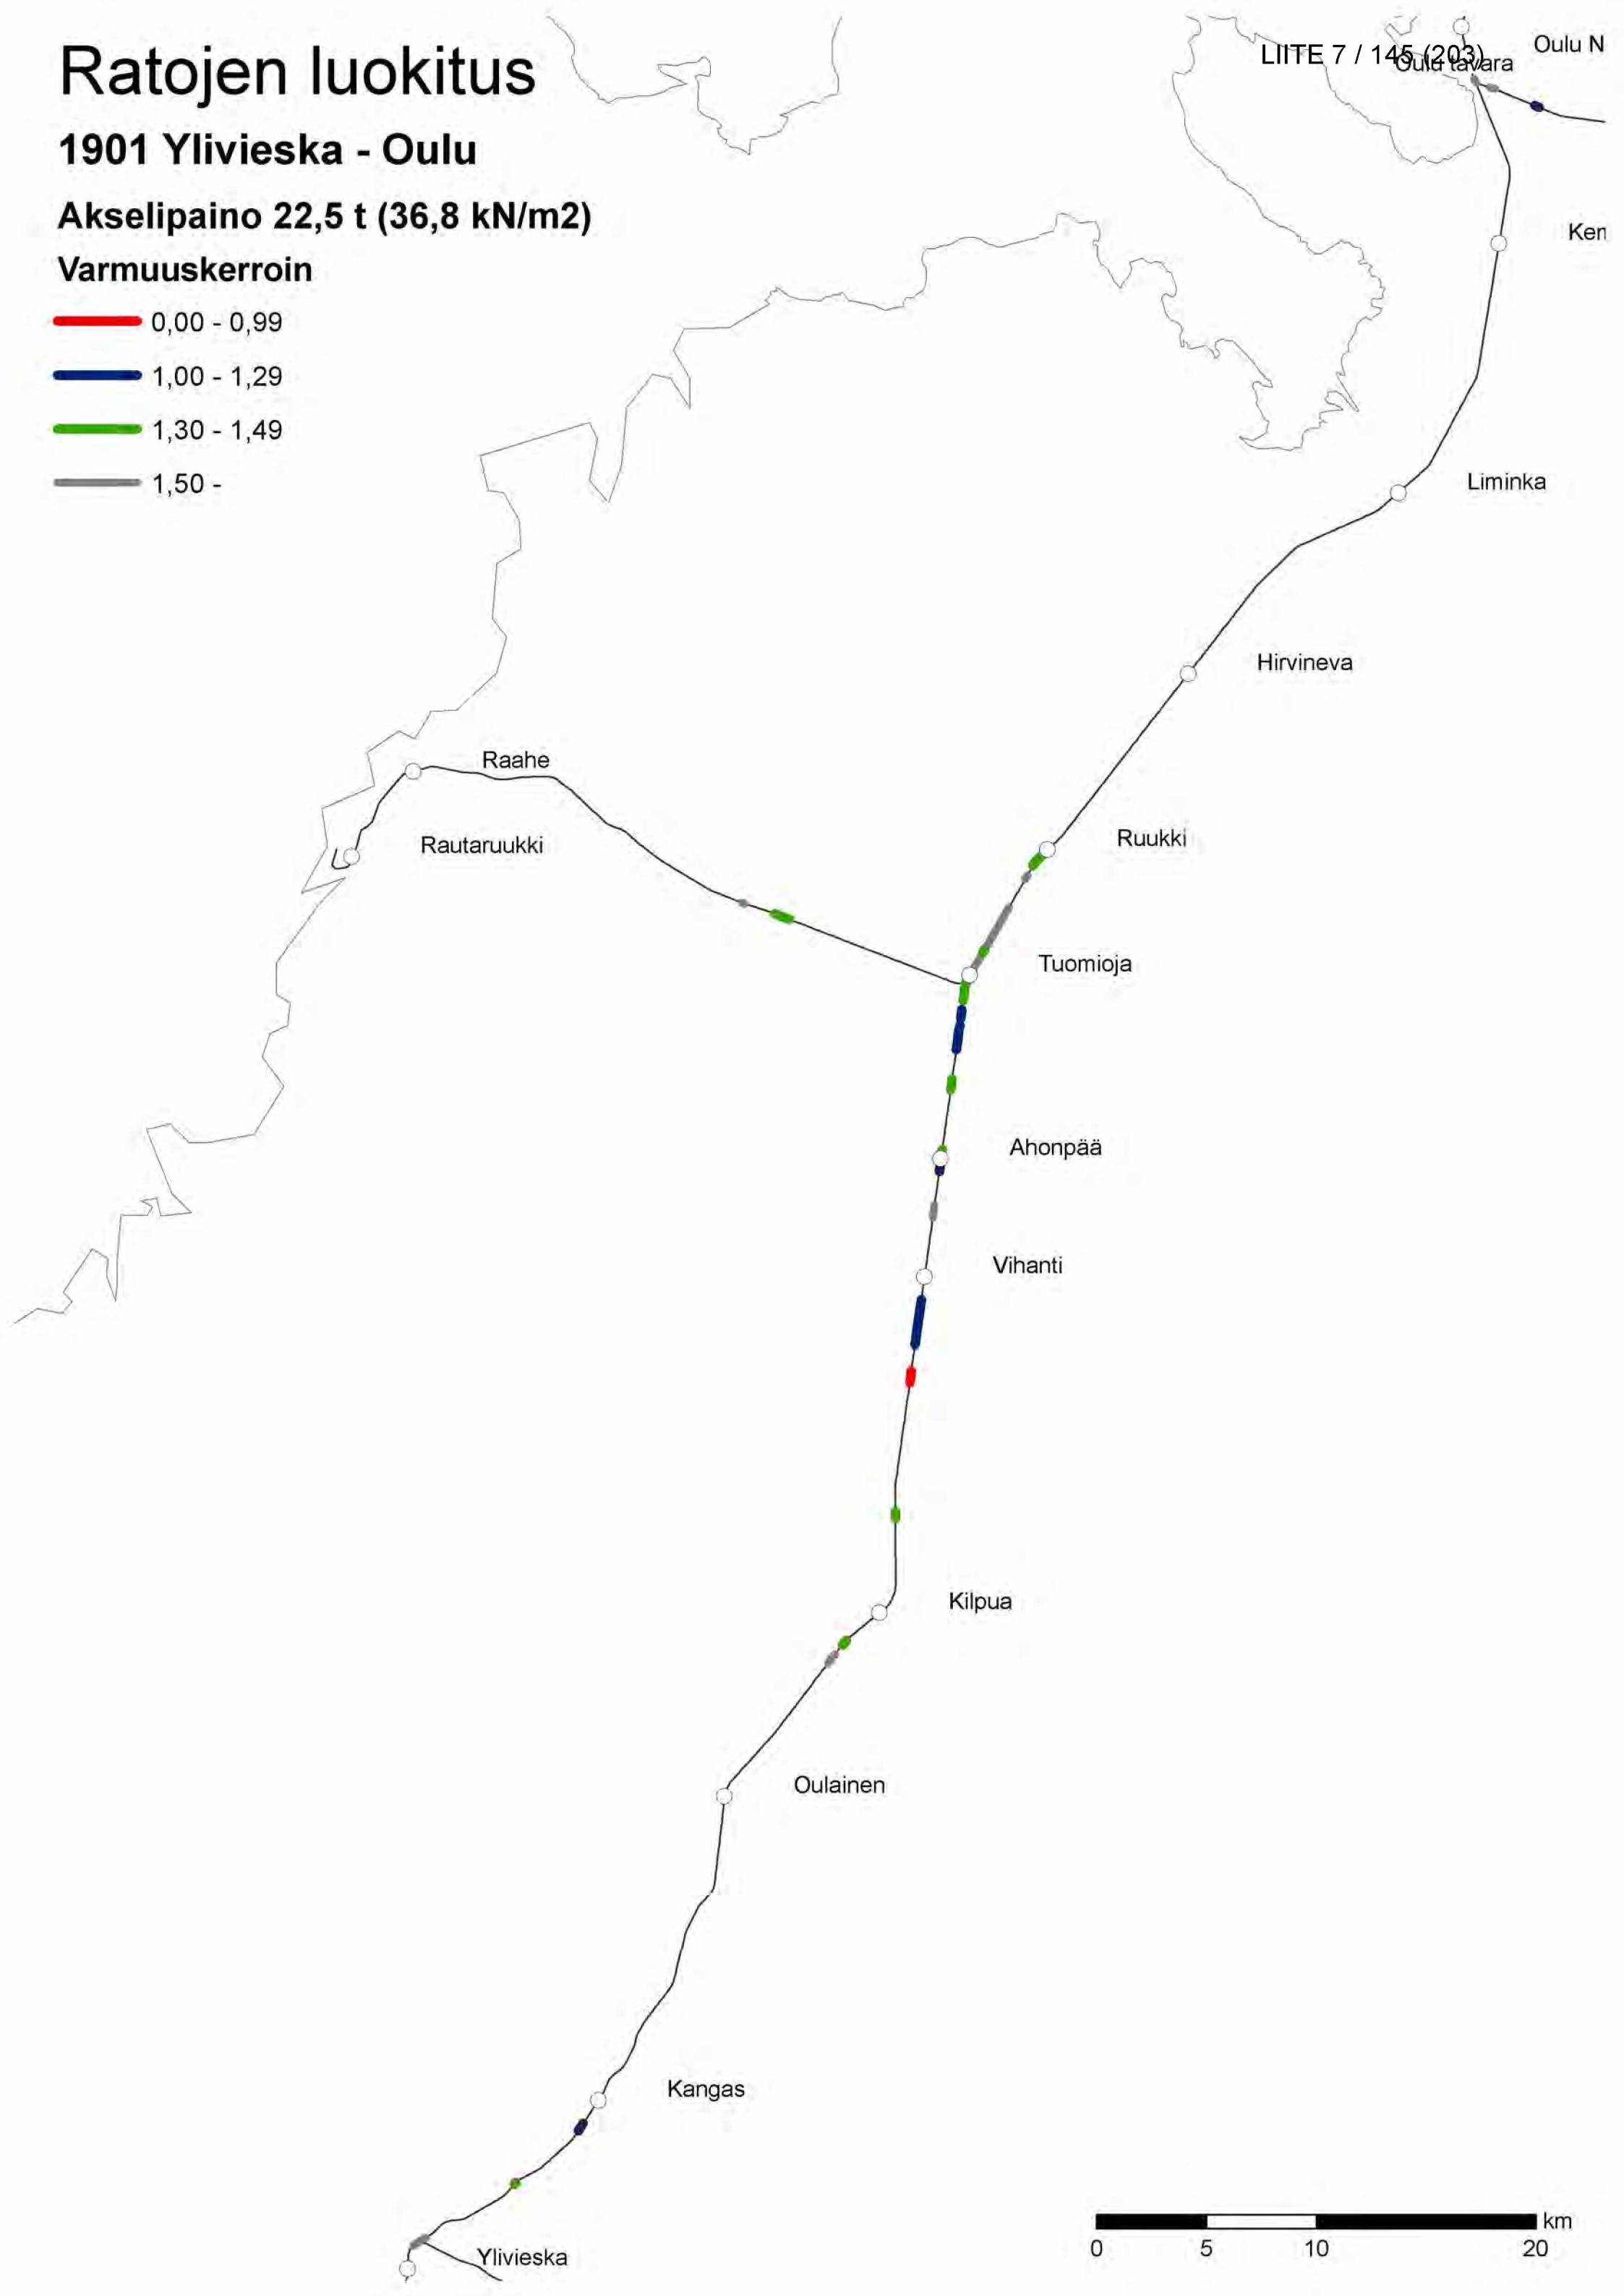 Ratojen luokitus
1901 Ylivieska - Oulu
Akselipaino 22,5 t (36,8 kN/m2)
Varmuuskerroin
0,00 - 0,99
1,00 - 1,29
1,30 - 1,49
1,50 -
LIITE 7 / 145 (203)
Oulu N
Oulu tavara
Ken
Liminka
Hirvineva
Raahe
Rautaruukki
Ruukki
Tuomioja
Ahonpää
Vihanti
Kilpua
Oulainen
Kangas
Ylivieska
km
0 5 10 20